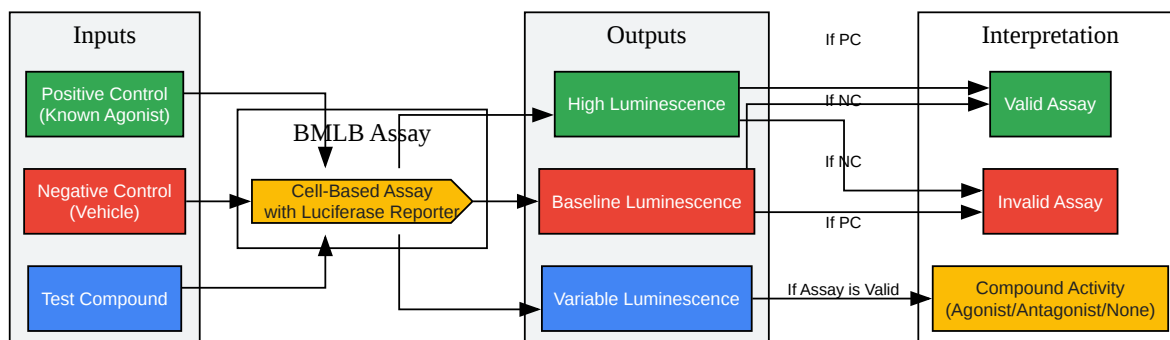 Inputs
Positive Control
(Known Agonist)
Negative Control
(Vehicle)
Test Compound
BMLB Assay
Cell-Based Assay
with Luciferase Reporter
Outputs
High Luminescence
Baseline Luminescence
Variable Luminescence
If PC
If NC
If NC
If PC
If Assay is Valid
Interpretation
Valid Assay
Invalid Assay
Compound Activity
(Agonist/Antagonist/None)